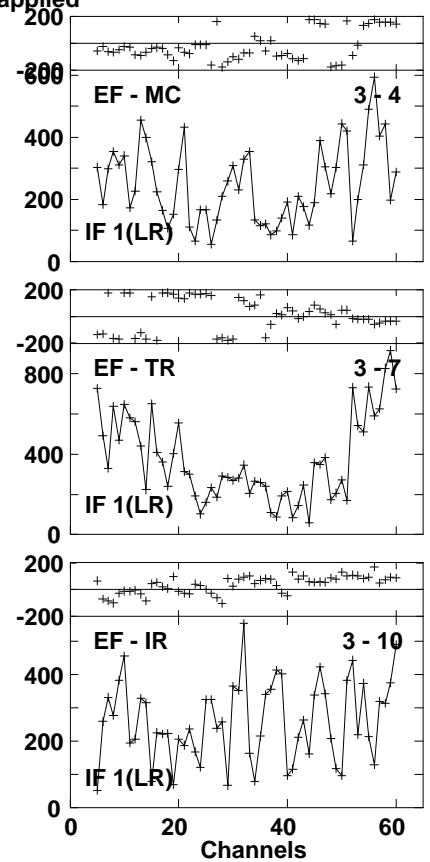 applied
200
-200
600
EF - MC 3 - 4
400
200
IF 1(LR)
0
200
-200
EF - TR 3 - 7
800
400
IF 1(LR)
0
200
-200
EF - IR 3 - 10
400
200
IF 1(LR)
0
0 20 40 60
Channels